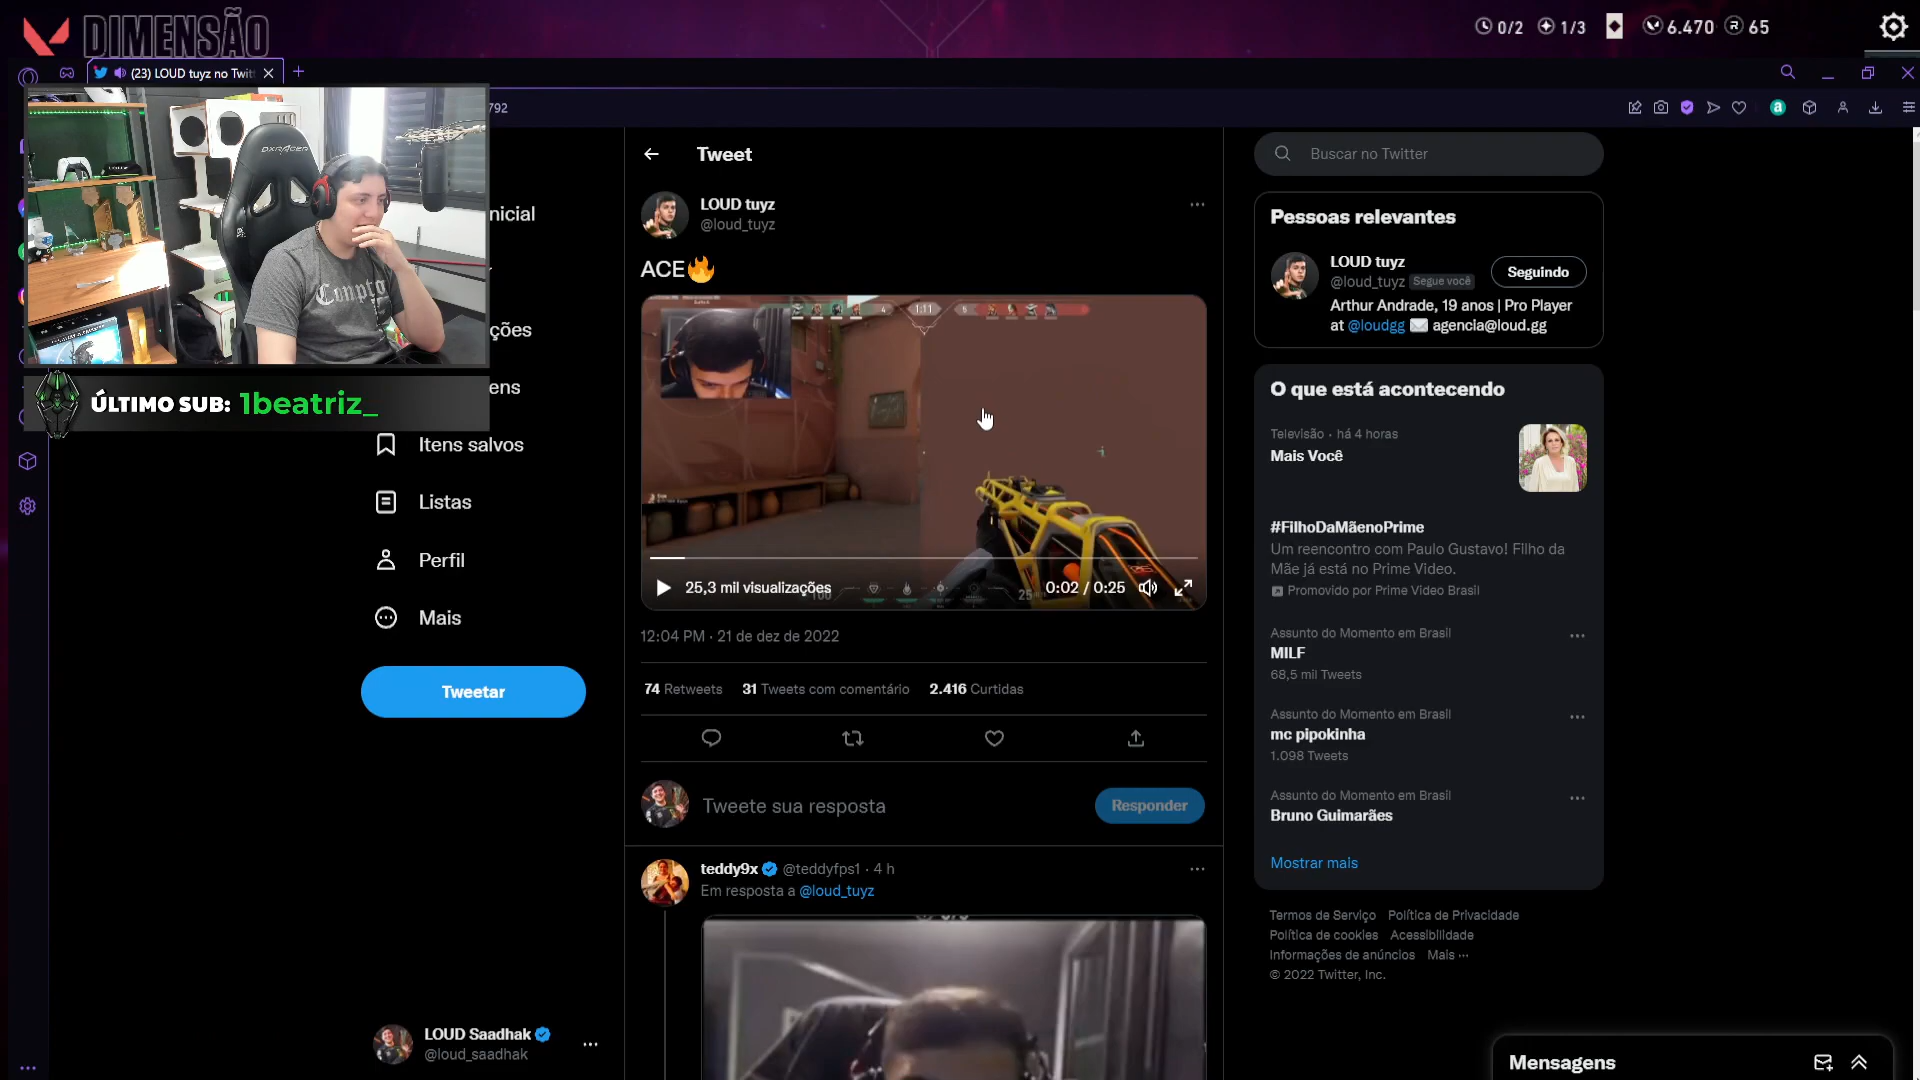 DIMENSÃO
0/2
1/3
6.470
65
(23) LOUD tuyz no Twit
792
DXRACER
Compto
ÚLTIMO SUB: 1beatriz_
nicial
ções
ens
Itens salvos
Listas
Perfil
Mais
Tweetar
LOUD Saadhak
@loud_saadhak
Tweet
LOUD tuyz
@loud_tuyz
ACE🔥
4
1:11
25,3 mil visualizações
100
25
0:02 / 0:25
12:04 PM · 21 de dez de 2022
74 Retweets 31 Tweets com comentário 2.416 Curtidas
Tweete sua resposta
Responder
teddy9x @teddyfps1 · 4 h
Em resposta a @loud_tuyz
Buscar no Twitter
Pessoas relevantes
LOUD tuyz
@loud_tuyz Segue você
Seguindo
Arthur Andrade, 19 anos | Pro Player
at @loudgg ✉️ agencia@loud.gg
O que está acontecendo
Televisão · há 4 horas
Mais Você
#FilhoDaMãenoPrime
Um reencontro com Paulo Gustavo! Filho da
Mãe já está no Prime Video.
Promovido por Prime Video Brasil
Assunto do Momento em Brasil
MILF
68,5 mil Tweets
Assunto do Momento em Brasil
mc pipokinha
1.098 Tweets
Assunto do Momento em Brasil
Bruno Guimarães
Mostrar mais
Termos de Serviço Política de Privacidade
Política de cookies Acessibilidade
Informações de anúncios Mais ···
© 2022 Twitter, Inc.
Mensagens